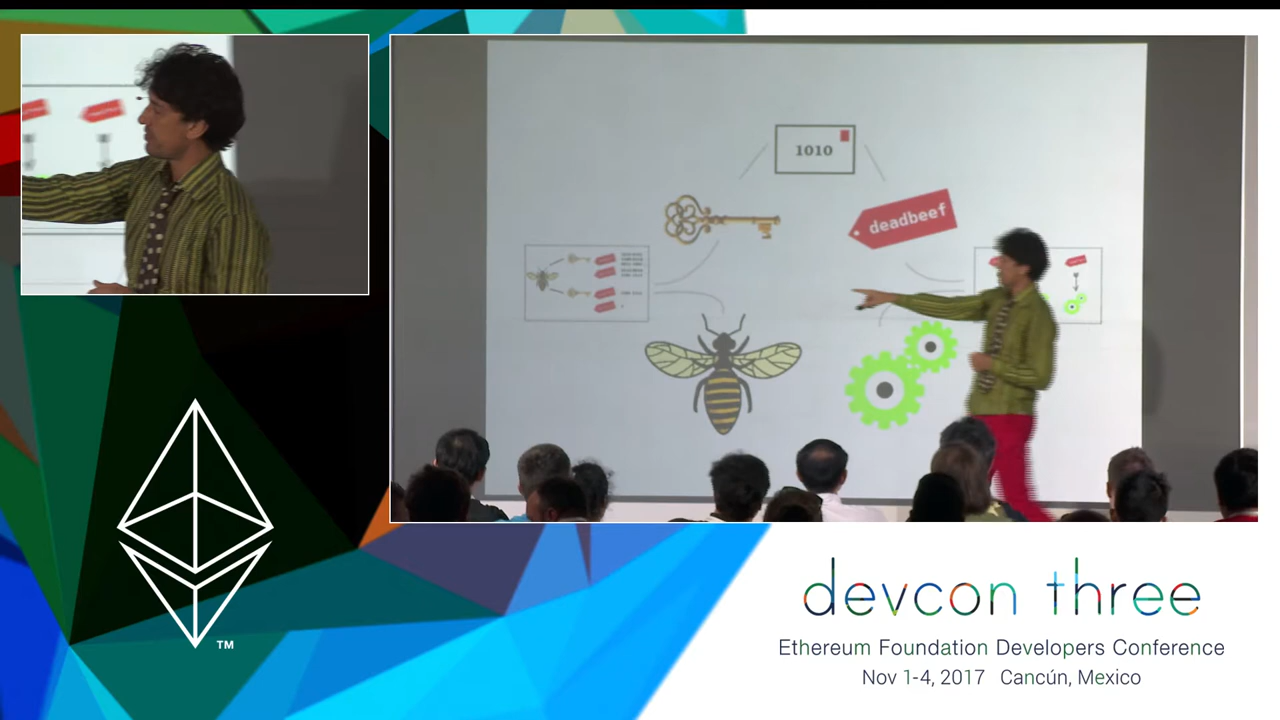 1010
deadbeef
TM
devcon three
Ethereum Foundation Developers Conference
Nov 1-4, 2017 Cancún, Mexico